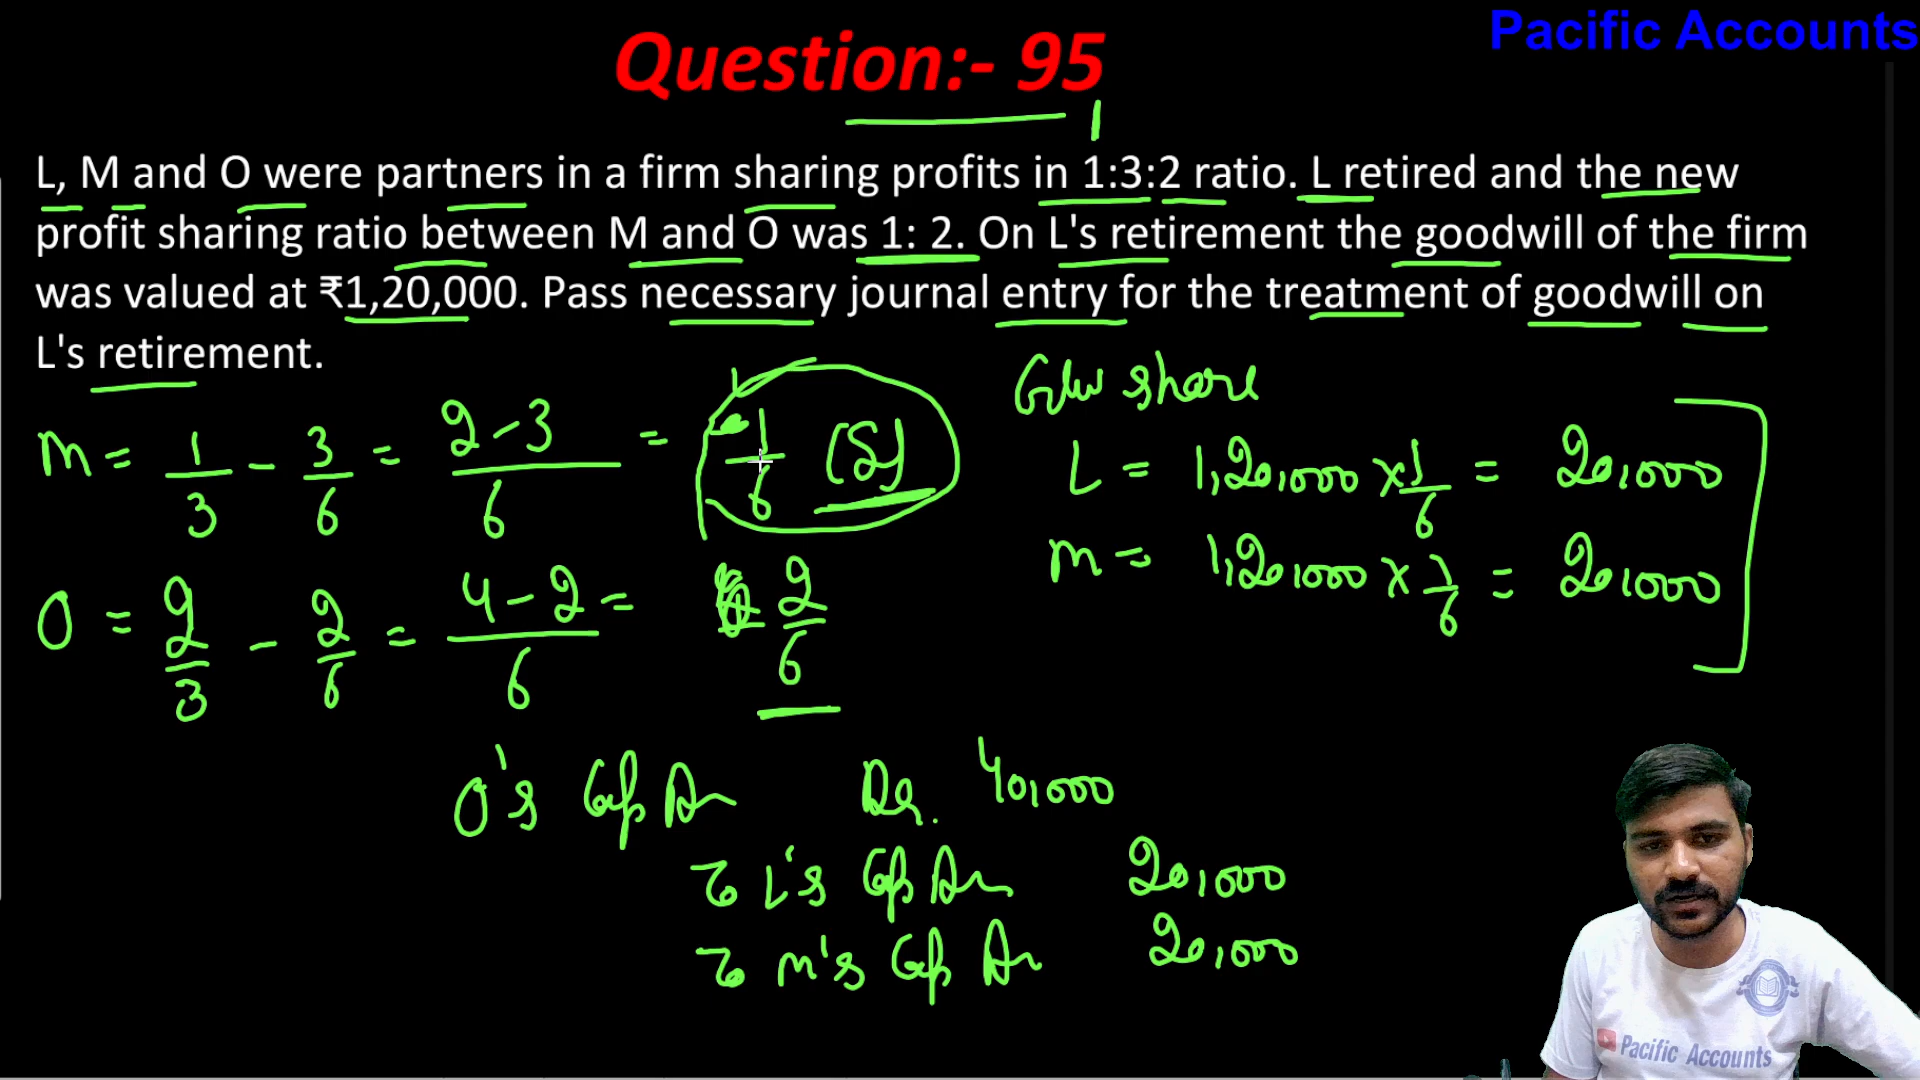 Pacific Accounts
Question:- 95
L, M and O were partners in a firm sharing profits in 1:3:2 ratio. L retired and the new
profit sharing ratio between M and O was 1: 2. On L's retirement the goodwill of the firm
was valued at ₹1,20,000. Pass necessary journal entry for the treatment of goodwill on
L's retirement.
M = 1/3 - 3/6 = 2-3/6 = -1/6 (S)
O = 2/3 - 2/6 = 4-2/6 = 2/6
G/w share
L = 1,20,000 × 1/6 = 20,000
M = 1,20,000 × 1/6 = 20,000
O's Cap A/c Dr. 40,000
To L's Cap A/c 20,000
To M's Cap A/c 20,000
Pacific Accounts